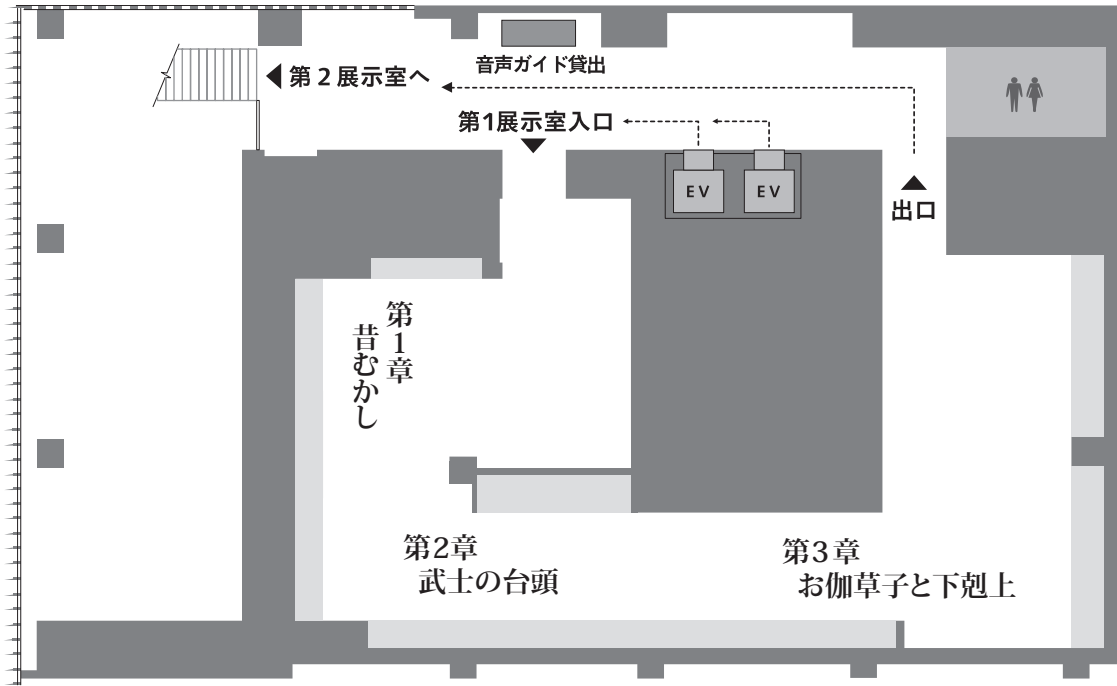 音声ガイド貸出
第2展示室へ
第1展示室入口
EV
EV
出口
第1章
昔むかし
第2章
武士の台頭
第3章
お伽草子と下剋上